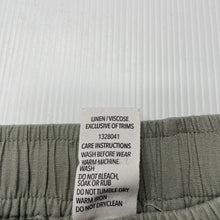 LINEN / VISCOSE
EXCLUSIVE OF TRIMS
1328041
CARE INSTRUCTIONS
WASH BEFORE WEAR
WARM MACHINE
WASH
DO NOT BLEACH,
SOAK OR RUB
DO NOT TUMBLE DRY
WARM IRON
DO NOT DRYCLEAN